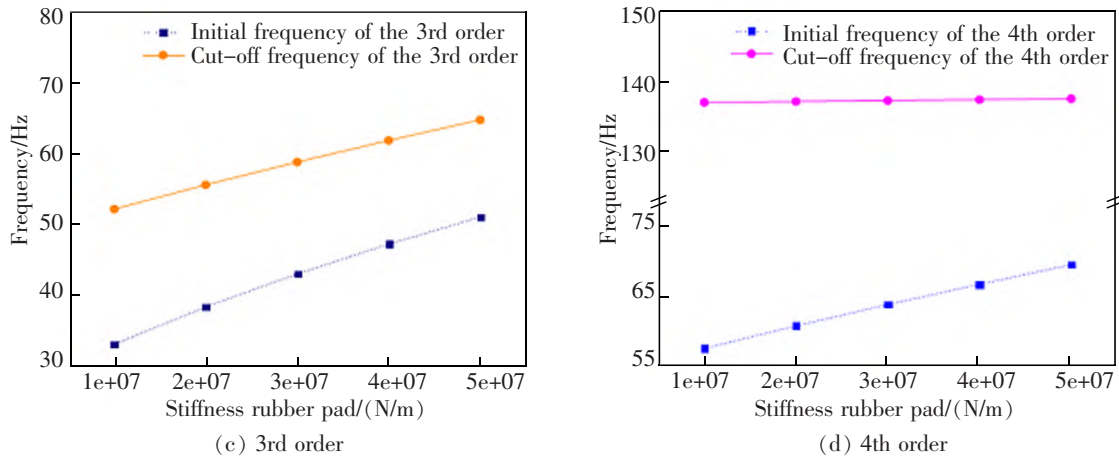 80
70
60
50
40
30
Frequency/Hz
Initial frequency of the 3rd order
Cut-off frequency of the 3rd order
1e+07 2e+07 3e+07 4e+07 5e+07
Stiffness rubber pad/(N/m)
(c) 3rd order
150
140
130
75
65
55
Frequency/Hz
Initial frequency of the 4th order
Cut-off frequency of the 4th order
1e+07 2e+07 3e+07 4e+07 5e+07
Stiffness rubber pad/(N/m)
(d) 4th order